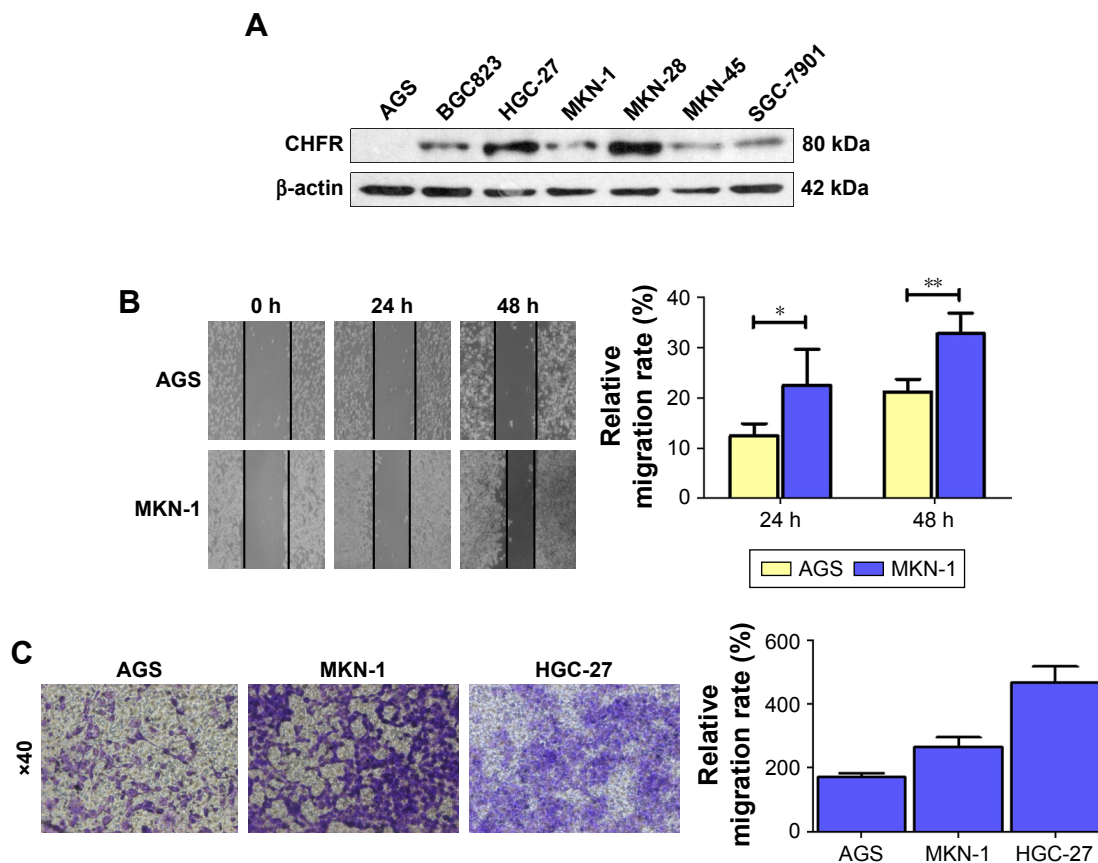 A
AGS
BGC823
HGC-27
MKN-1
MKN-28
MKN-45
SGC-7901
CHFR
80 kDa
β-actin
42 kDa
B
0 h
24 h
48 h
AGS
MKN-1
Relative
migration rate (%)
40
30
20
10
0
*
**
24 h
48 h
AGS
MKN-1
C
AGS
MKN-1
HGC-27
×40
Relative
migration rate (%)
600
400
200
0
AGS
MKN-1
HGC-27